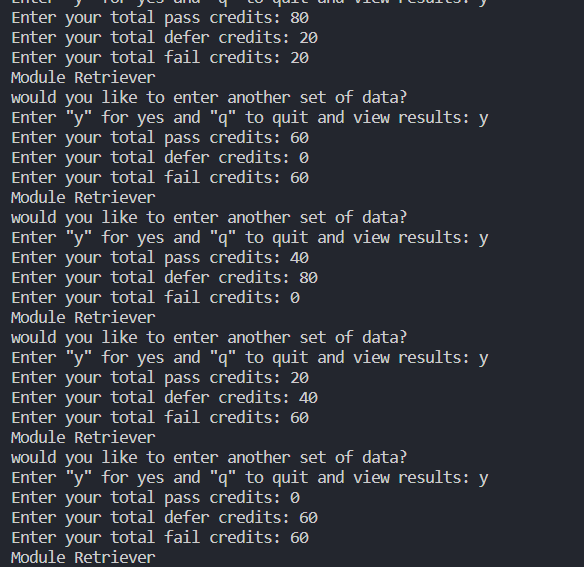 Enter "y" for yes and "q" to quit and view results: y
Enter your total pass credits: 80
Enter your total defer credits: 20
Enter your total fail credits: 20
Module Retriever
would you like to enter another set of data?
Enter "y" for yes and "q" to quit and view results: y
Enter your total pass credits: 60
Enter your total defer credits: 0
Enter your total fail credits: 60
Module Retriever
would you like to enter another set of data?
Enter "y" for yes and "q" to quit and view results: y
Enter your total pass credits: 40
Enter your total defer credits: 80
Enter your total fail credits: 0
Module Retriever
would you like to enter another set of data?
Enter "y" for yes and "q" to quit and view results: y
Enter your total pass credits: 20
Enter your total defer credits: 40
Enter your total fail credits: 60
Module Retriever
would you like to enter another set of data?
Enter "y" for yes and "q" to quit and view results: y
Enter your total pass credits: 0
Enter your total defer credits: 60
Enter your total fail credits: 60
Module Retriever